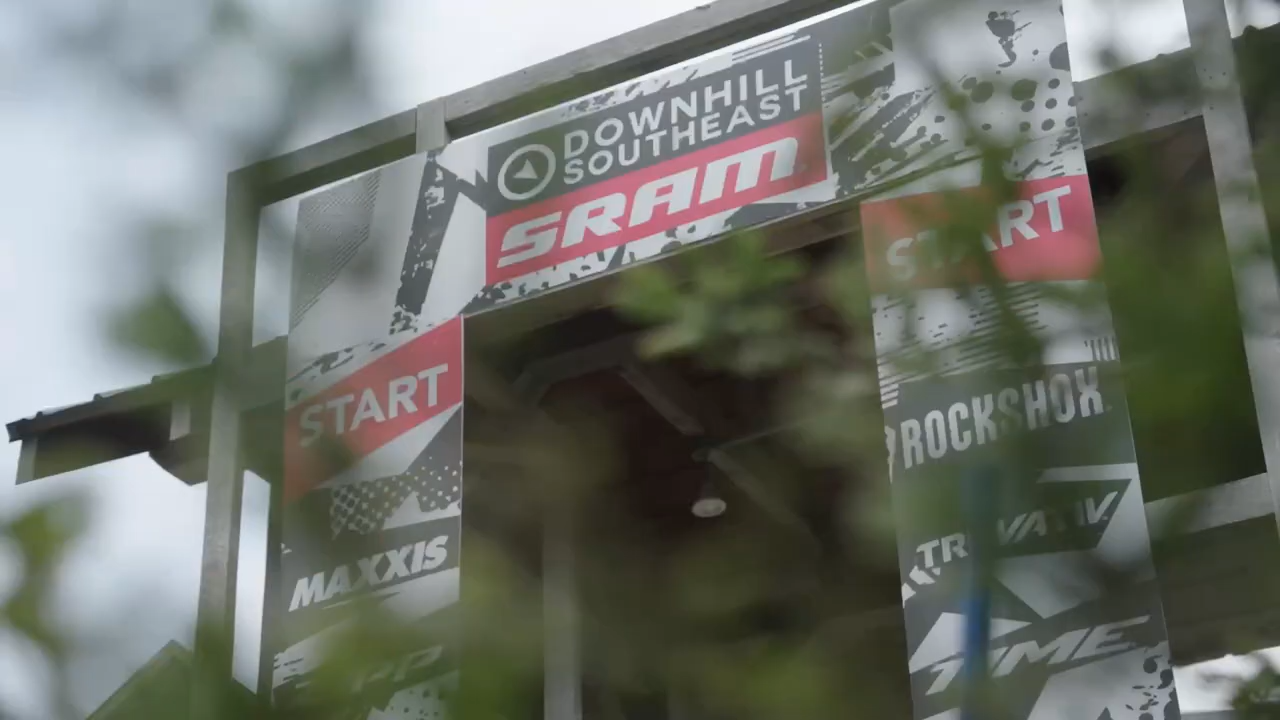 DOWNHILL
SOUTHEAST
SRAM
START
START
ROCKSHOX
TRUVATIV
MAXXIS
TIME